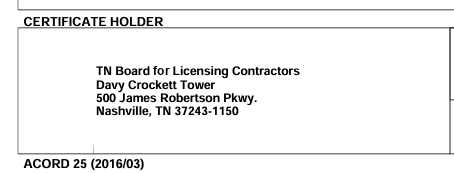 CERTIFICATE HOLDER
TN Board for Licensing Contractors
Davy Crockett Tower
500 James Robertson Pkwy.
Nashville, TN 37243-1150
ACORD 25 (2016/03)